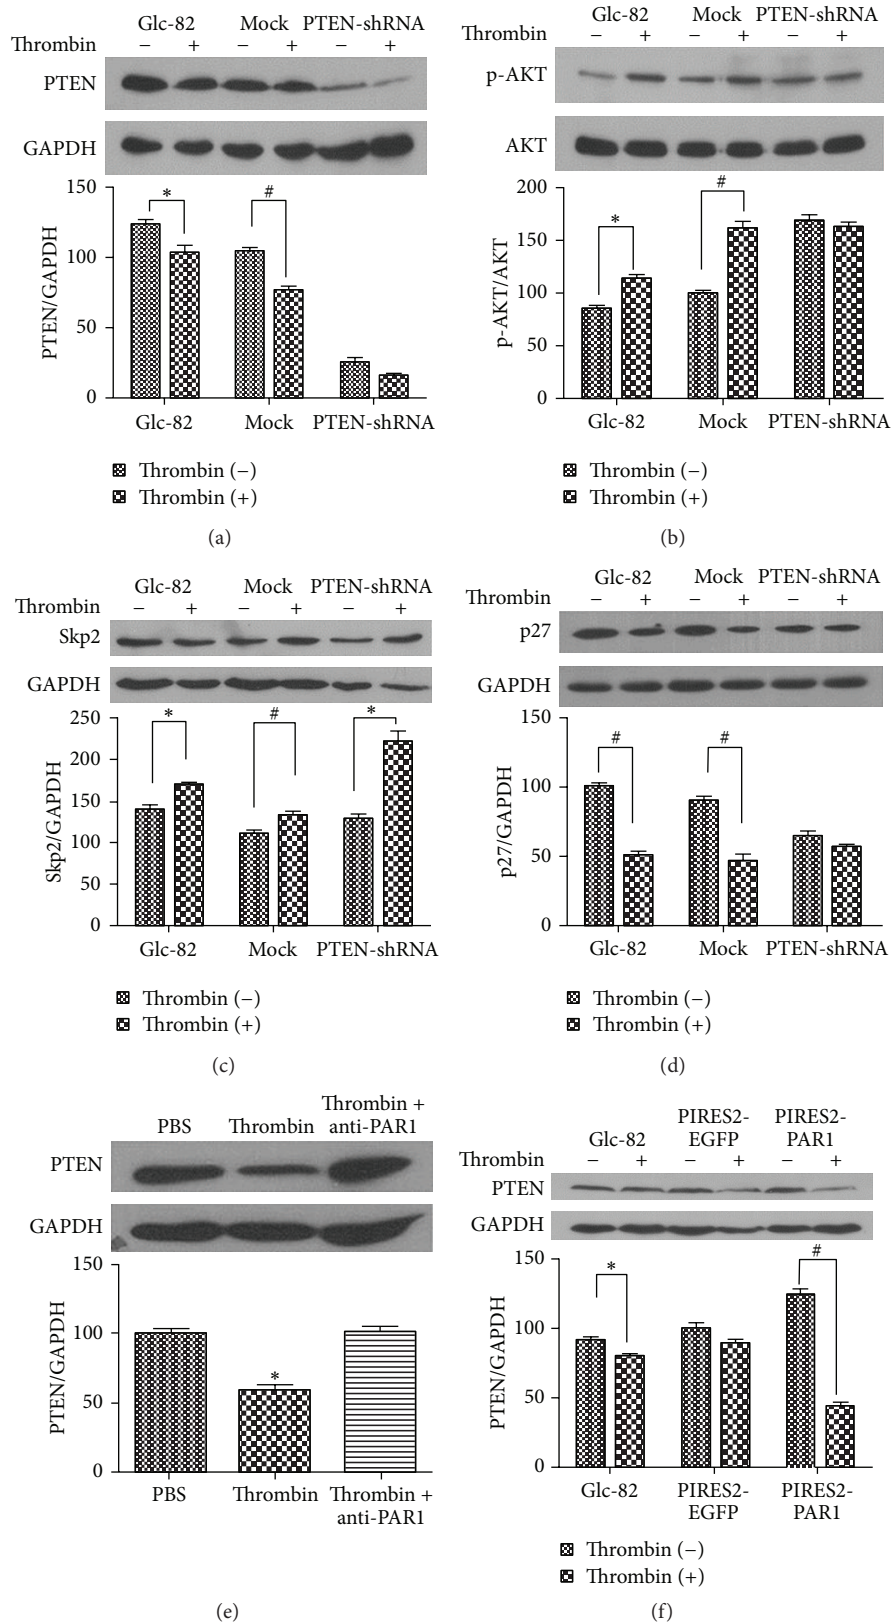 Glc-82 Mock PTEN-shRNA
Thrombin − + − + − +
PTEN
GAPDH
150
100
50
0
PTEN/GAPDH
* #
Glc-82 Mock PTEN-shRNA
Thrombin (−)
Thrombin (+)
(a)
Glc-82 Mock PTEN-shRNA
Thrombin − + − + − +
p-AKT
AKT
200
150
100
50
0
p-AKT/AKT
* #
Glc-82 Mock PTEN-shRNA
Thrombin (−)
Thrombin (+)
(b)
Glc-82 Mock PTEN-shRNA
Thrombin − + − + − +
Skp2
GAPDH
250
200
150
100
50
0
Skp2/GAPDH
* # *
Glc-82 Mock PTEN-shRNA
Thrombin (−)
Thrombin (+)
(c)
Glc-82 Mock PTEN-shRNA
Thrombin − + − + − +
p27
GAPDH
150
100
50
0
p27/GAPDH
# #
Glc-82 Mock PTEN-shRNA
Thrombin (−)
Thrombin (+)
(d)
PBS Thrombin Thrombin +
anti-PAR1
PTEN
GAPDH
150
100
50
0
PTEN/GAPDH
*
PBS Thrombin Thrombin +
anti-PAR1
(e)
Glc-82 PIRES2- PIRES2-
EGFP PAR1
Thrombin − + − + − +
PTEN
GAPDH
150
100
50
0
PTEN/GAPDH
* #
Glc-82 PIRES2- PIRES2-
EGFP PAR1
Thrombin (−)
Thrombin (+)
(f)